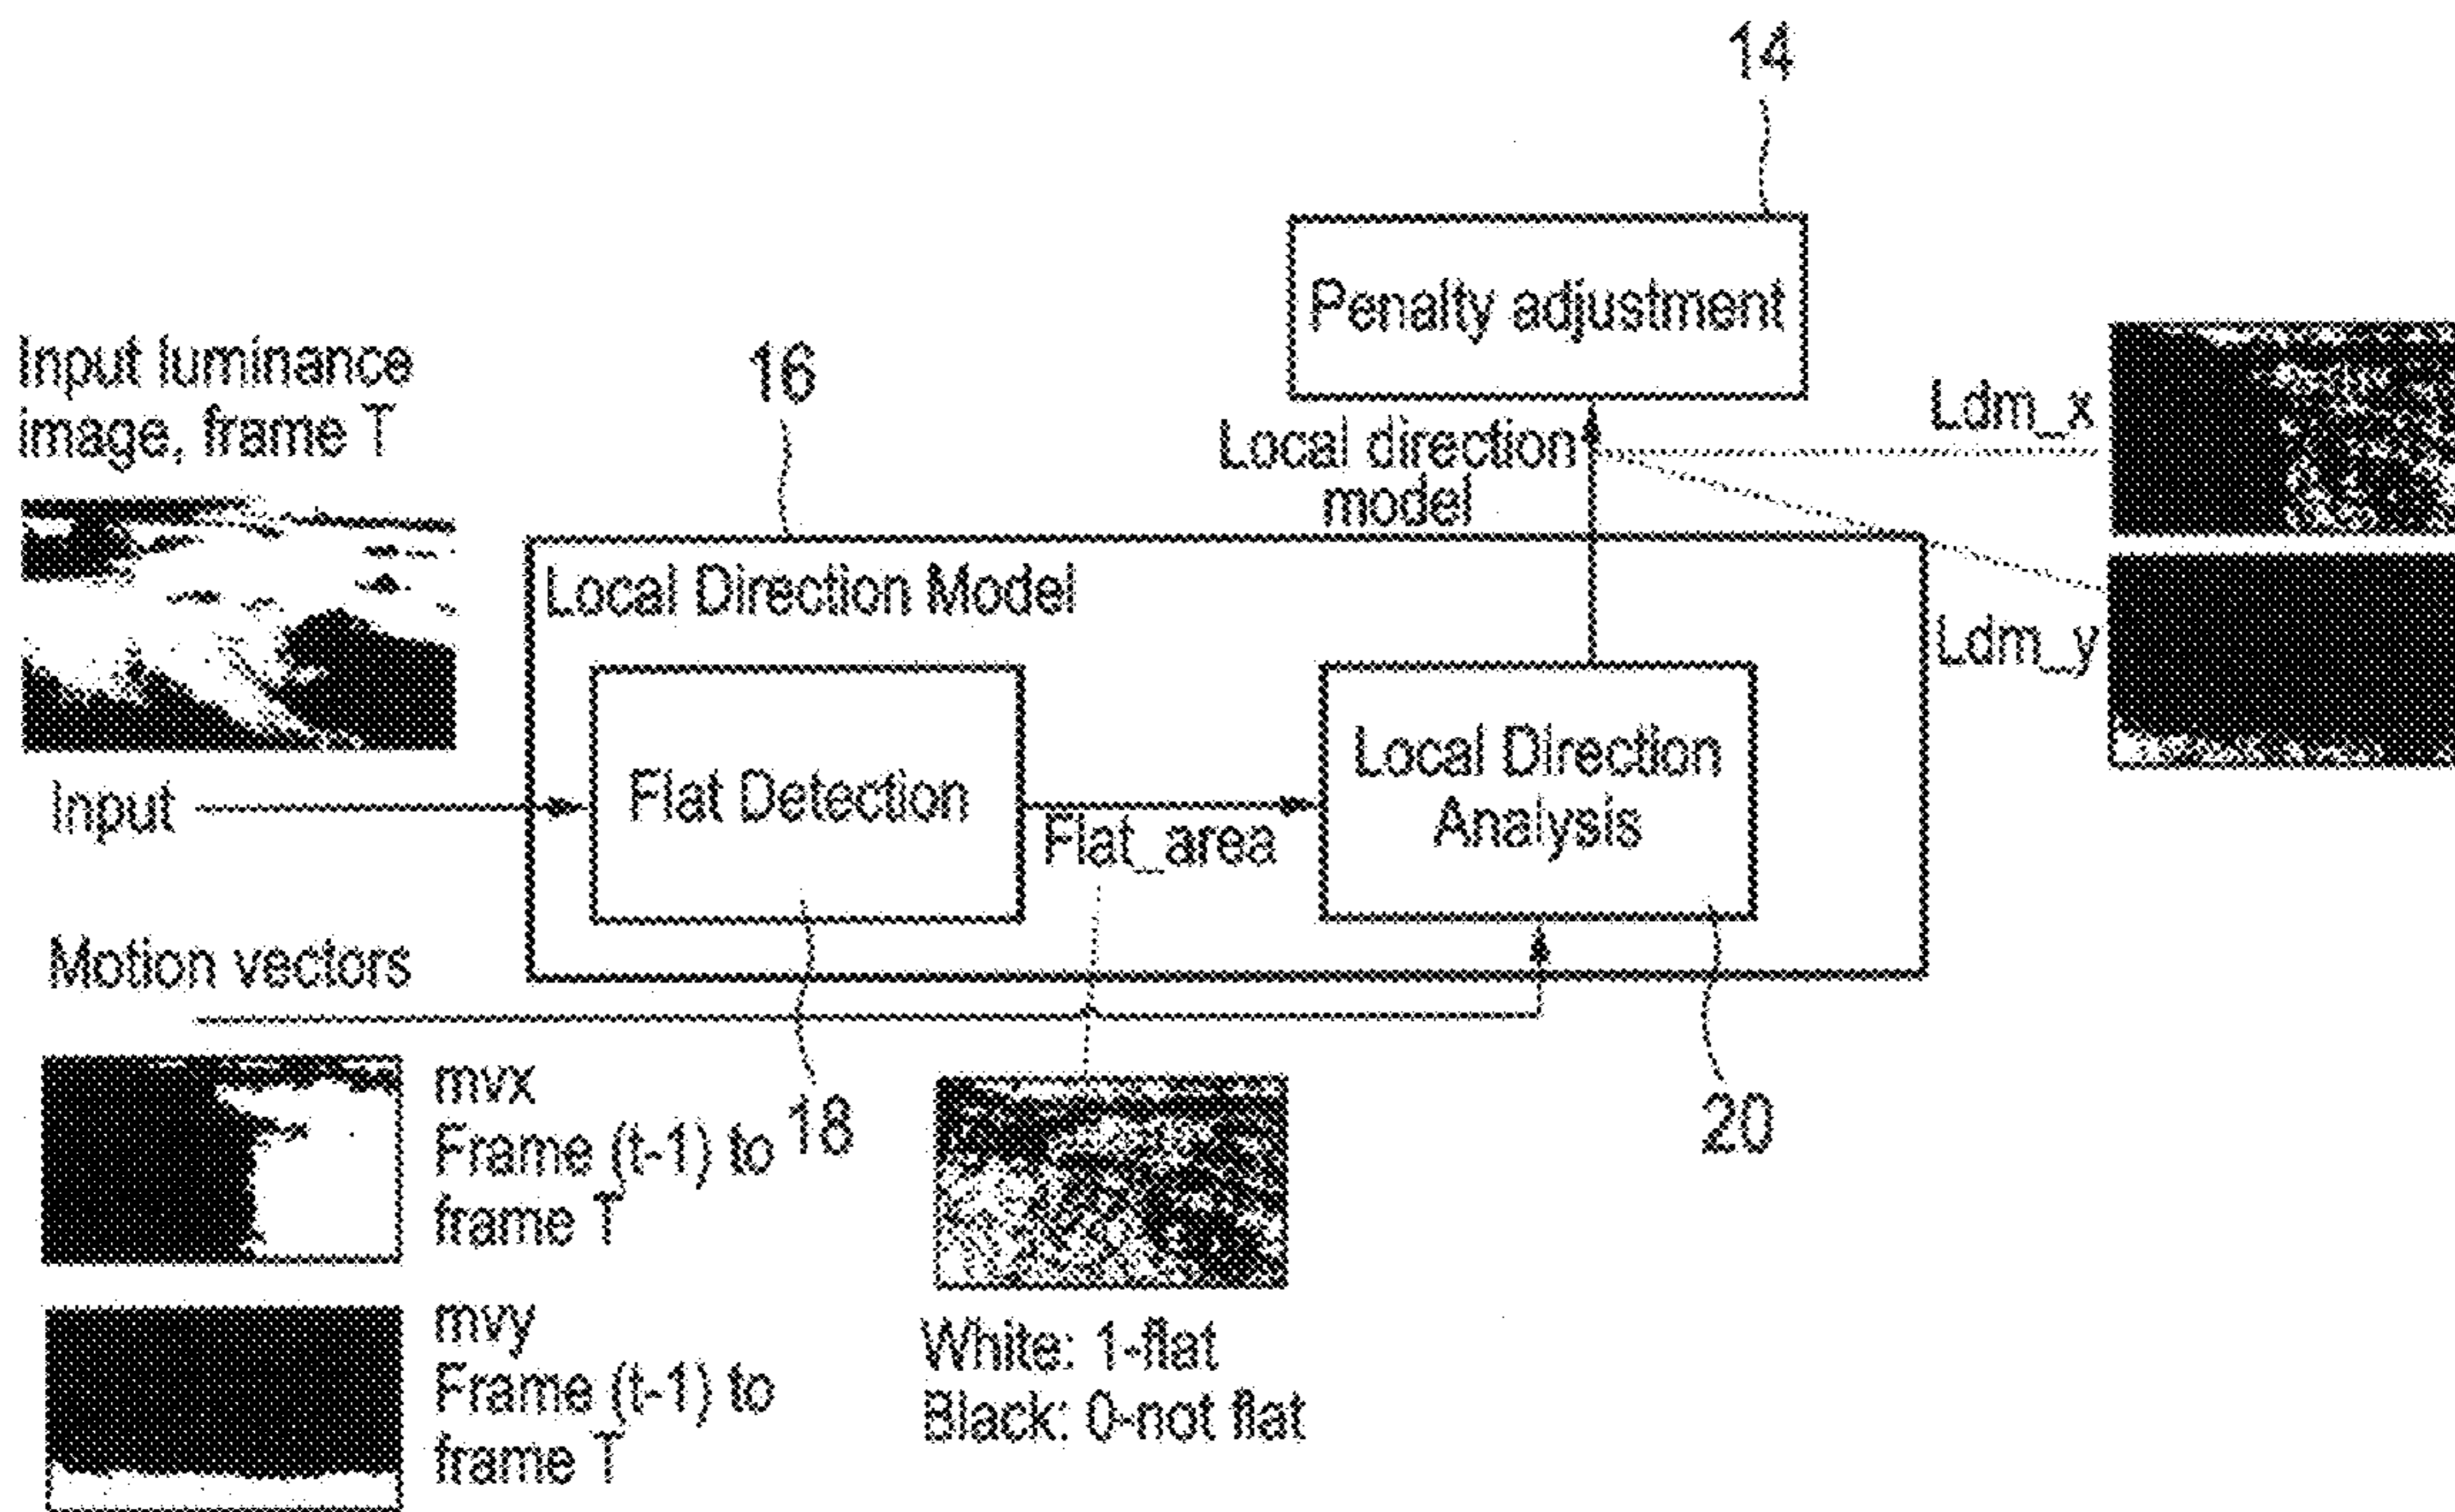 14
Penalty adjustment
Input luminance
image, frame T
16
Local direction
model
Ldm_x
Local Direction Model
Ldm_y
Input
Flat Detection
Flat_area
Local Direction
Analysis
Motion vectors
mvx
Frame (t-1) to
frame T
18
20
mvy
Frame (t-1) to
frame T
White: 1-flat
Black: 0-not flat